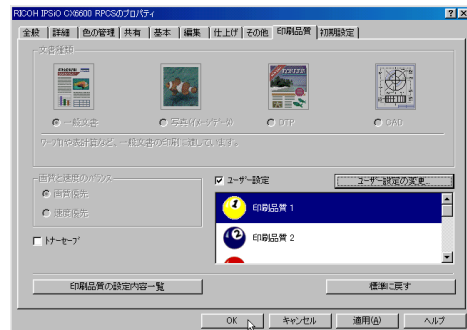 RICOH IPSiO CX6600 RPCSのプロパティ
全般 詳細 色の管理 共有 基本 編集 仕上げ その他 印刷品質 初期設定
文書種類
一般文書 写真(イメージデータ) DTP CAD
ワープロや表計算など、一般文書の印刷に適しています。
画質と速度のバランス
画質優先
速度優先
トナーセーブ
ユーザー設定
ユーザー設定の変更...
1 印刷品質 1
2 印刷品質 2
印刷品質の設定内容一覧
標準に戻す
OK キャンセル 適用(A) ヘルプ